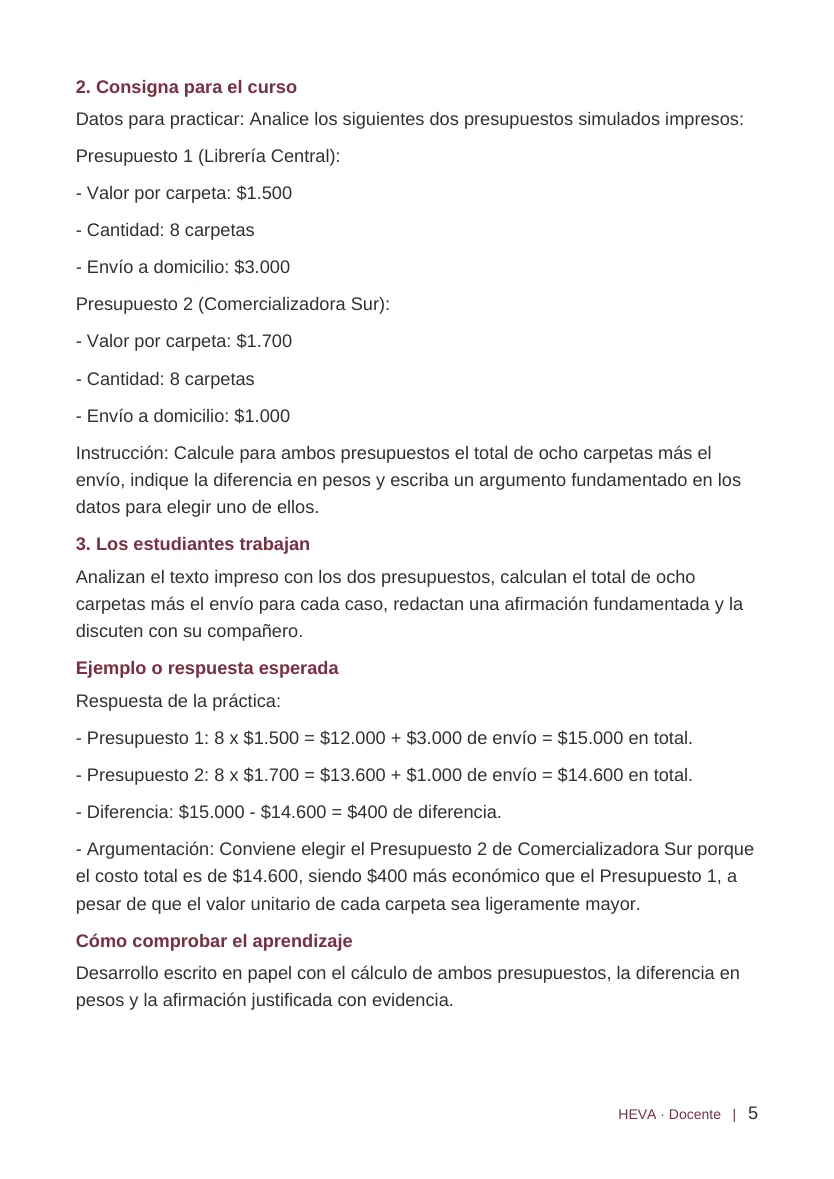 2. Consigna para el curso
Datos para practicar: Analice los siguientes dos presupuestos simulados impresos:
Presupuesto 1 (Librería Central):
- Valor por carpeta: $1.500
- Cantidad: 8 carpetas
- Envío a domicilio: $3.000
Presupuesto 2 (Comercializadora Sur):
- Valor por carpeta: $1.700
- Cantidad: 8 carpetas
- Envío a domicilio: $1.000
Instrucción: Calcule para ambos presupuestos el total de ocho carpetas más el
envío, indique la diferencia en pesos y escriba un argumento fundamentado en los
datos para elegir uno de ellos.
3. Los estudiantes trabajan
Analizan el texto impreso con los dos presupuestos, calculan el total de ocho
carpetas más el envío para cada caso, redactan una afirmación fundamentada y la
discuten con su compañero.
Ejemplo o respuesta esperada
Respuesta de la práctica:
- Presupuesto 1: 8 x $1.500 = $12.000 + $3.000 de envío = $15.000 en total.
- Presupuesto 2: 8 x $1.700 = $13.600 + $1.000 de envío = $14.600 en total.
- Diferencia: $15.000 - $14.600 = $400 de diferencia.
- Argumentación: Conviene elegir el Presupuesto 2 de Comercializadora Sur porque
el costo total es de $14.600, siendo $400 más económico que el Presupuesto 1, a
pesar de que el valor unitario de cada carpeta sea ligeramente mayor.
Cómo comprobar el aprendizaje
Desarrollo escrito en papel con el cálculo de ambos presupuestos, la diferencia en
pesos y la afirmación justificada con evidencia.
HEVA · Docente | 5